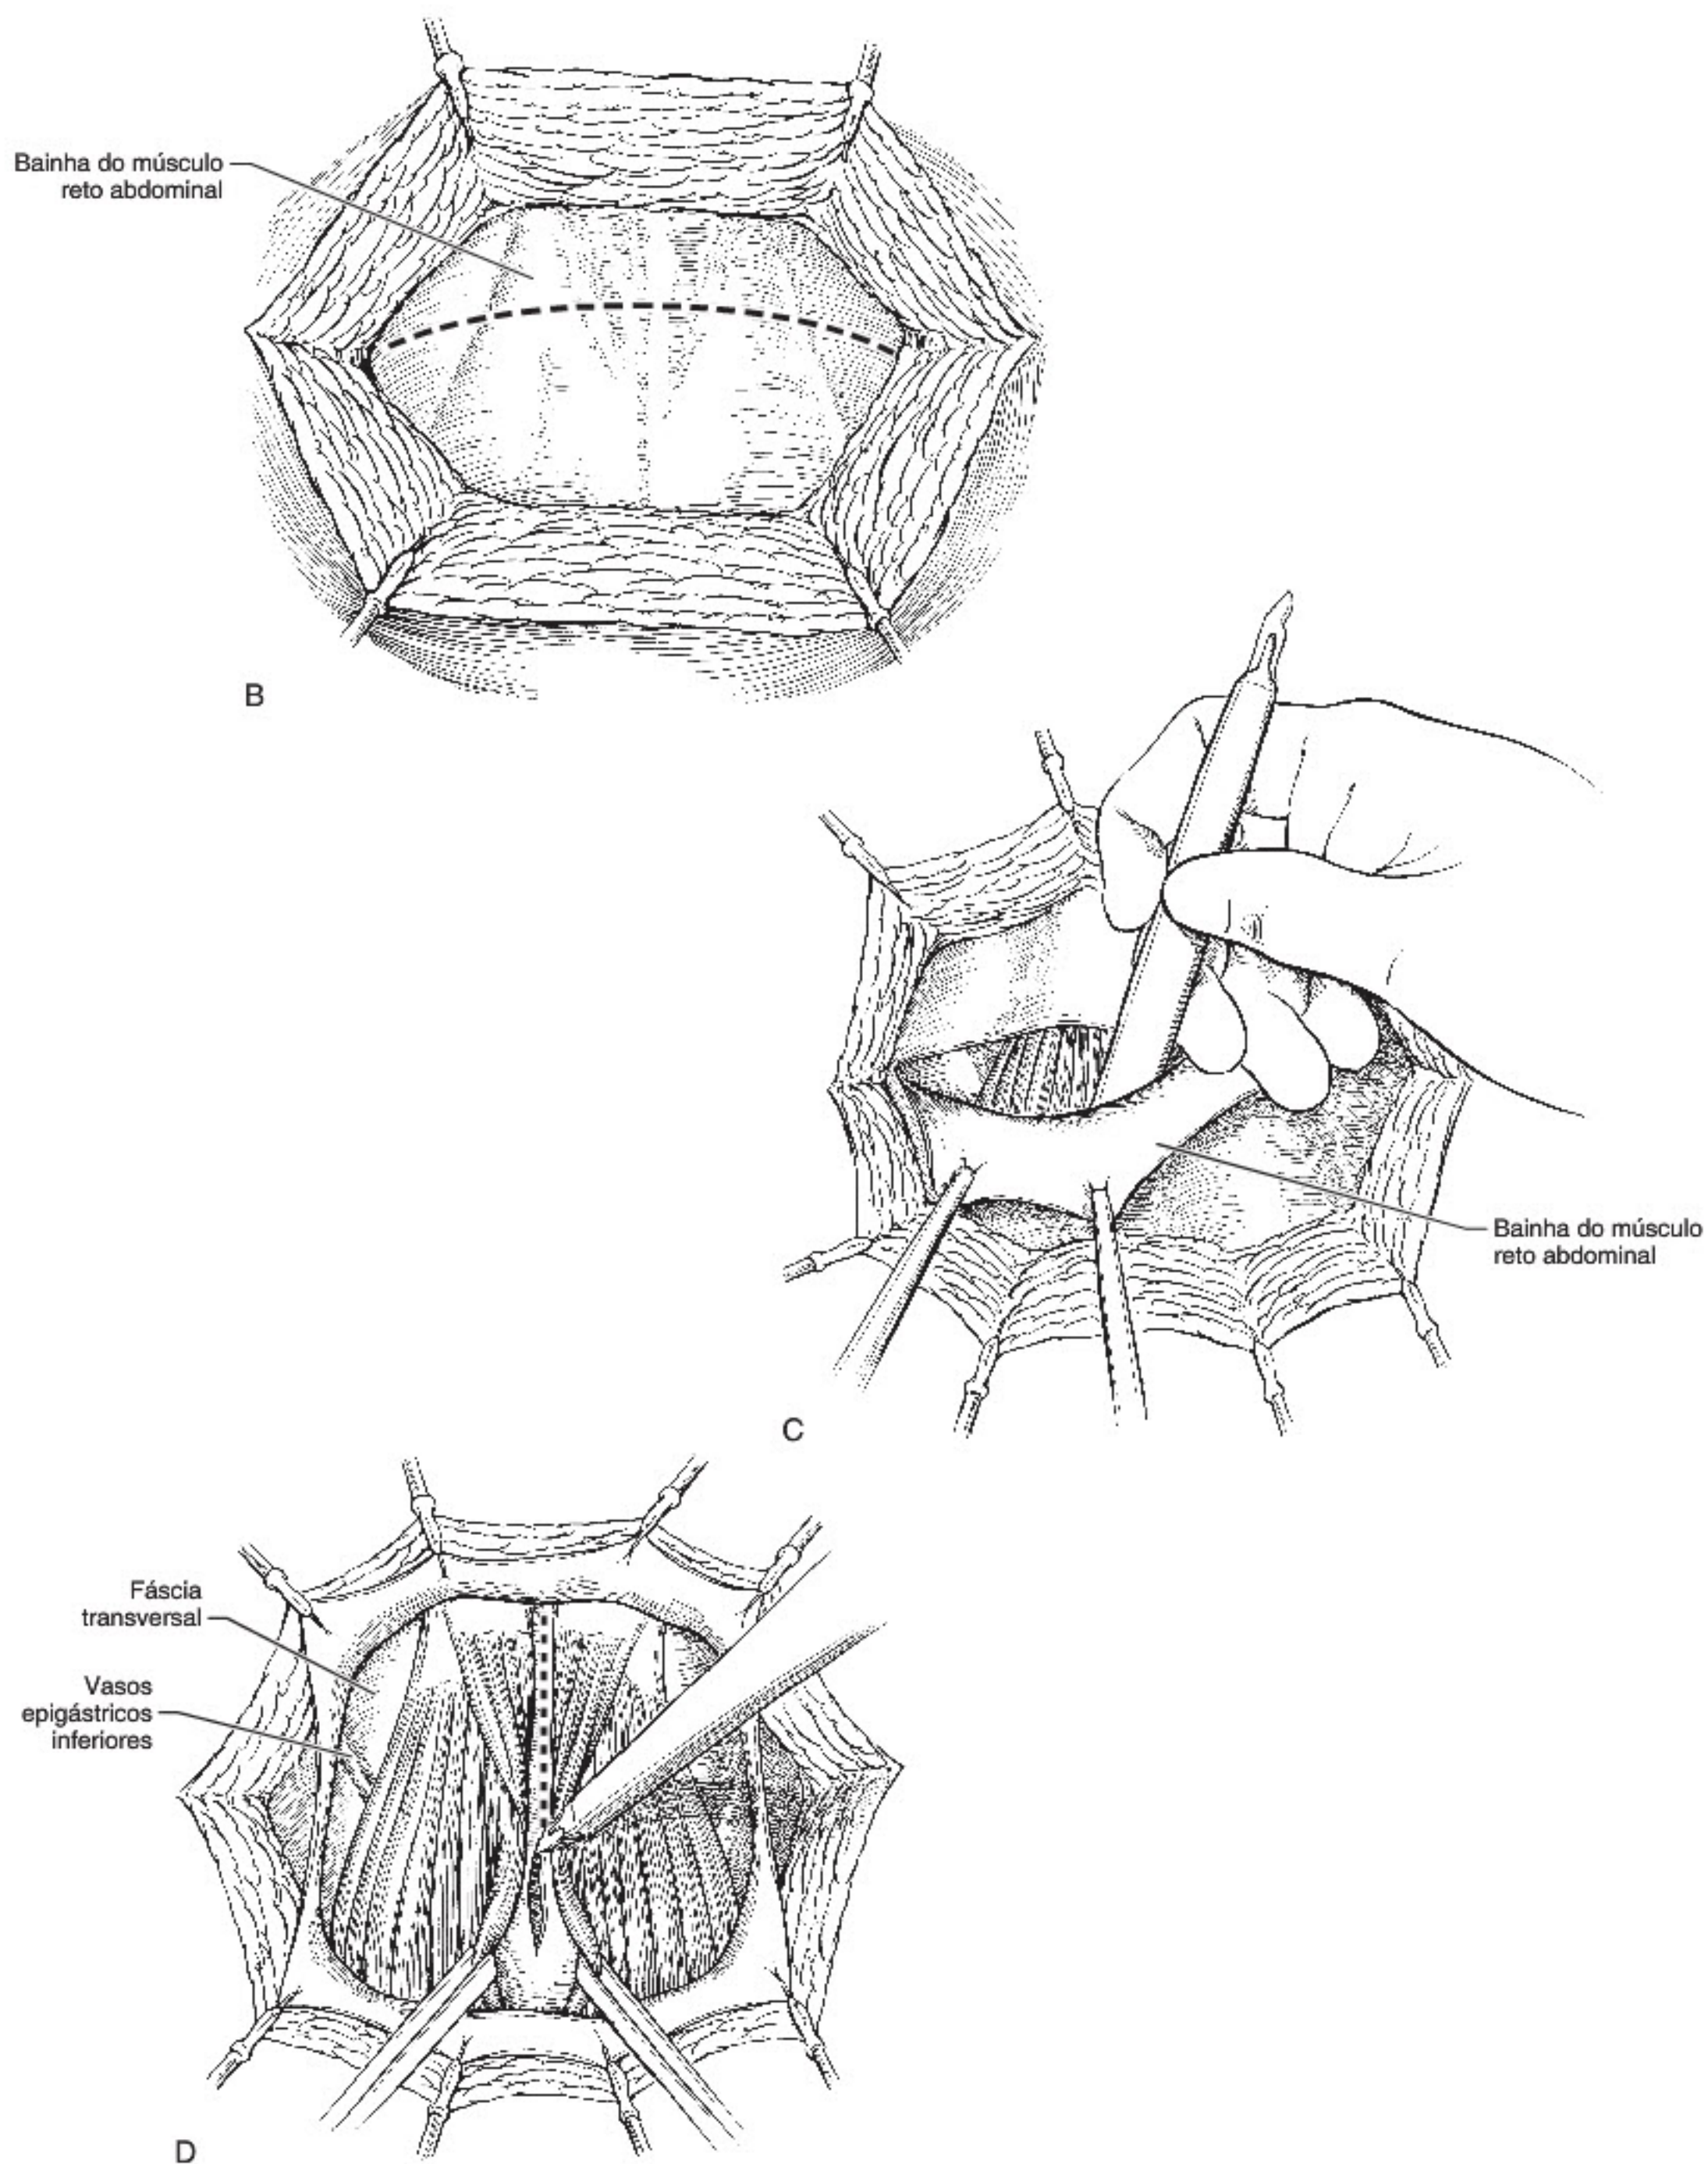 Bainha do músculo
reto abdominal
B
Bainha do músculo
reto abdominal
C
Fáscia
transversal
Vasos
epigástricos
inferiores
D